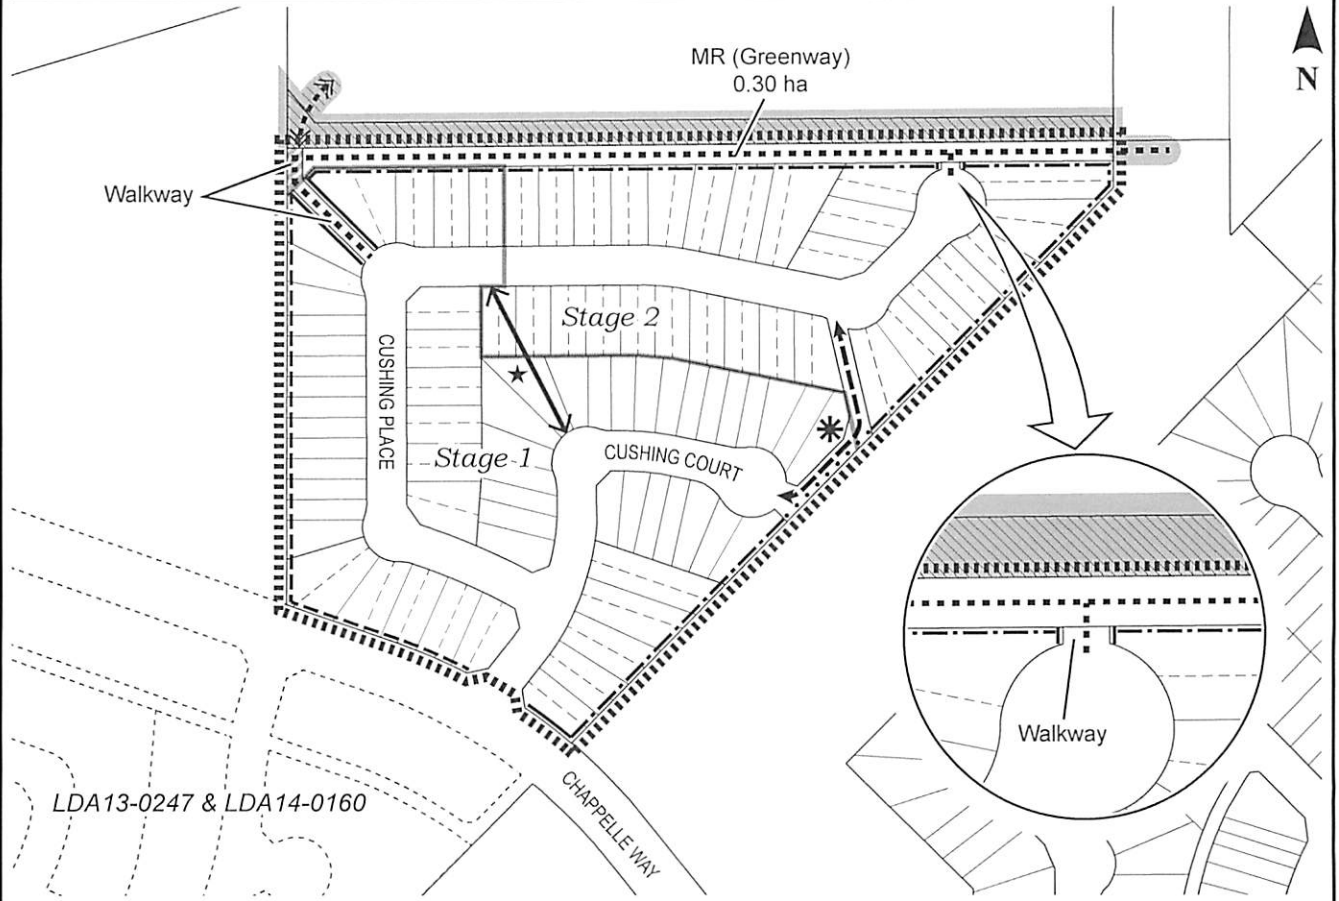 MR (Greenway)
0.30 ha
N
Walkway
Stage 2
CUSHING PLACE
Stage 1
CUSHING COURT
Walkway
LDA13-0247 & LDA14-0160
CHAPPELLE WAY